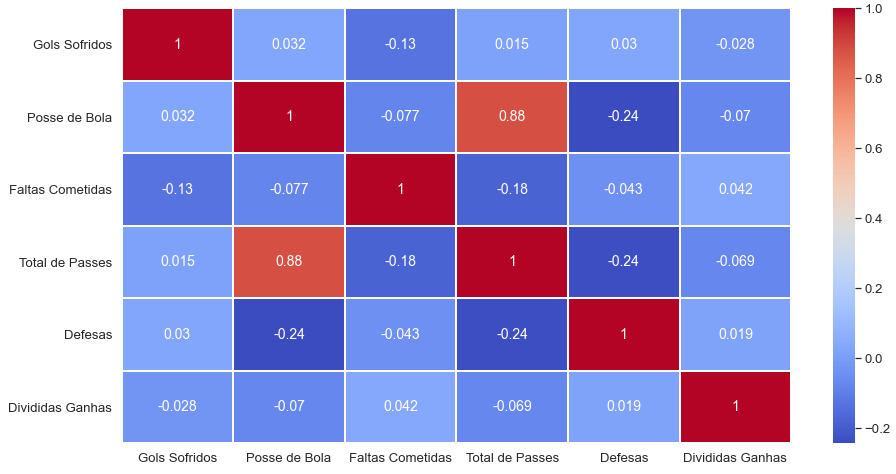 Gols Sofridos 1 0.032 -0.13 0.015 0.03 -0.028
Posse de Bola 0.032 1 -0.077 0.88 -0.24 -0.07
Faltas Cometidas -0.13 -0.077 1 -0.18 -0.043 0.042
Total de Passes 0.015 0.88 -0.18 1 -0.24 -0.069
Defesas 0.03 -0.24 -0.043 -0.24 1 0.019
Divididas Ganhas -0.028 -0.07 0.042 -0.069 0.019 1
Gols Sofridos Posse de Bola Faltas Cometidas Total de Passes Defesas Divididas Ganhas
1.0
0.8
0.6
0.4
0.2
0.0
−0.2